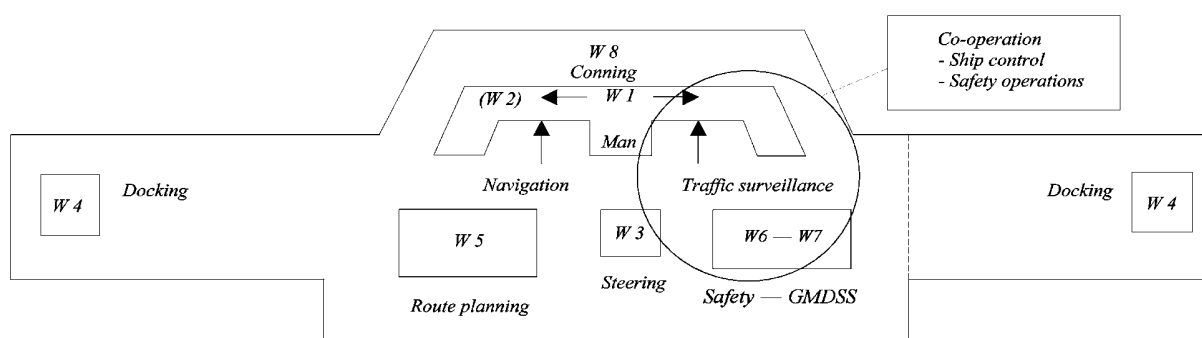 W 8
Conning
Co-operation
- Ship control
- Safety operations
(W 2)
W 1
Man
Navigation
Traffic surveillance
W 4
Docking
Docking
W 4
W 5
W 3
W6 — W7
Steering
Route planning
Safety — GMDSS